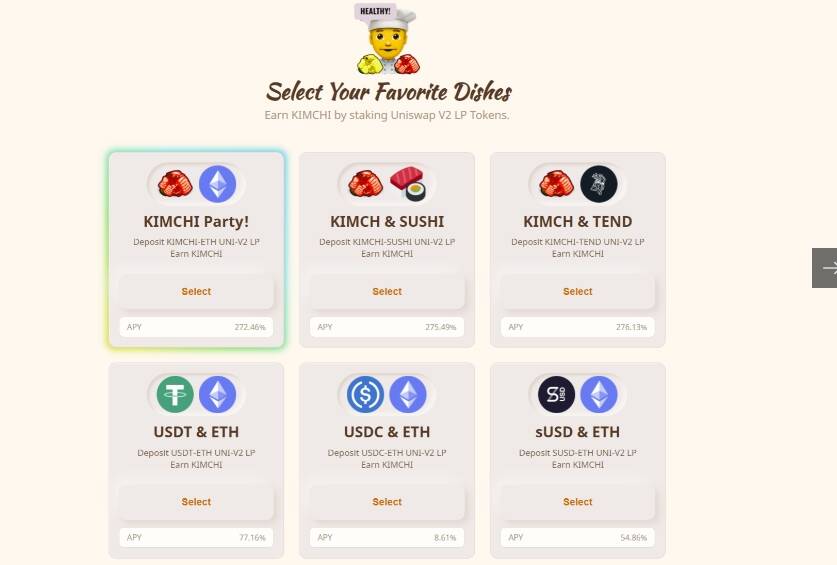 HEALTHY!
Select Your Favorite Dishes
Earn KIMCHI by staking Uniswap V2 LP Tokens.
KIMCHI Party!
Deposit KIMCHI-ETH UNI-V2 LP
Earn KIMCHI
Select
APY 272.46%
KIMCH & SUSHI
Deposit KIMCHI-SUSHI UNI-V2 LP
Earn KIMCHI
Select
APY 275.49%
KIMCH & TEND
Deposit KIMCHI-TEND UNI-V2 LP
Earn KIMCHI
Select
APY 276.13%
USDT & ETH
Deposit USDT-ETH UNI-V2 LP
Earn KIMCHI
Select
APY 77.16%
USDC & ETH
Deposit USDC-ETH UNI-V2 LP
Earn KIMCHI
Select
APY 8.61%
S USD
sUSD & ETH
Deposit SUSD-ETH UNI-V2 LP
Earn KIMCHI
Select
APY 54.86%